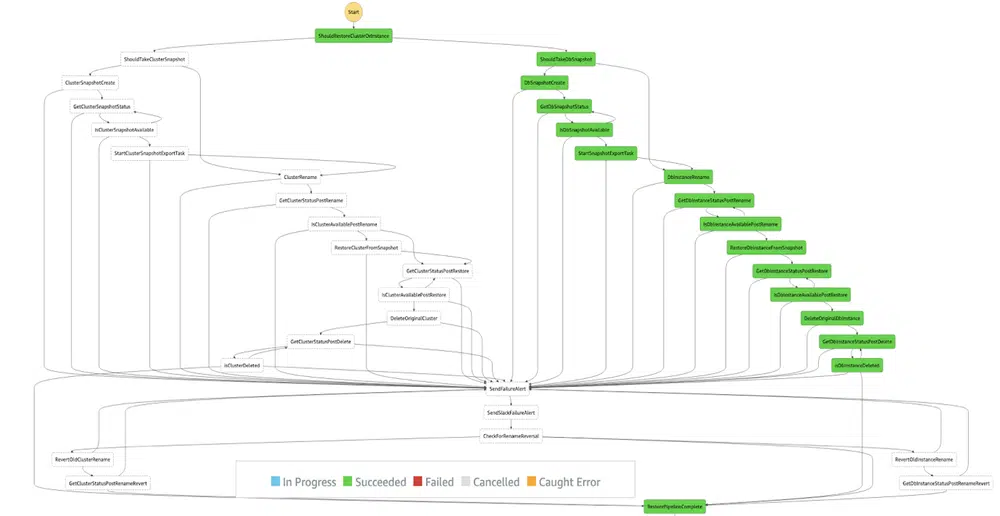 Start
ShouldRestoreClusterOrInstance
ShouldTakeClusterSnapshot
ShouldTakeDbSnapshot
ClusterSnapshotCreate
DbSnapshotCreate
GetClusterSnapshotStatus
GetDbSnapshotStatus
IsClusterSnapshotAvailable
IsDbSnapshotAvailable
StartClusterSnapshotExportTask
StartSnapshotExportTask
ClusterRename
DbInstanceRename
GetClusterStatusPostRename
GetDbInstanceStatusPostRename
IsClusterAvailablePostRename
IsDbInstanceAvailablePostRename
RestoreClusterFromSnapshot
RestoreDbInstanceFromSnapshot
GetClusterStatusPostRestore
GetDbInstanceStatusPostRestore
IsClusterAvailablePostRestore
IsDbInstanceAvailablePostRestore
DeleteOriginalCluster
DeleteOriginalDbInstance
GetClusterStatusPostDelete
GetDbInstanceStatusPostDelete
IsClusterDeleted
IsDbInstanceDeleted
SendFailureAlert
SendSlackFailureAlert
CheckForRenameReversal
RevertOldClusterRename
RevertOldInstanceRename
GetClusterStatusPostRenameRevert
GetDbInstanceStatusPostRenameRevert
In Progress Succeeded Failed Cancelled Caught Error
RestorePipelineComplete